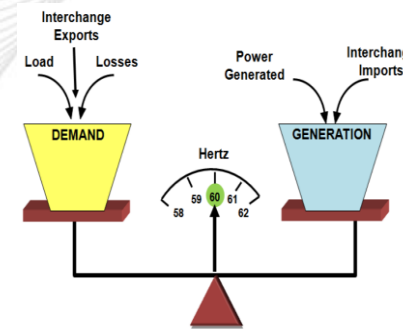 Interchange
Exports
Load
Losses
DEMAND
Power
Generated
Imports
GENERATION
Hertz
58
59
60
61
62